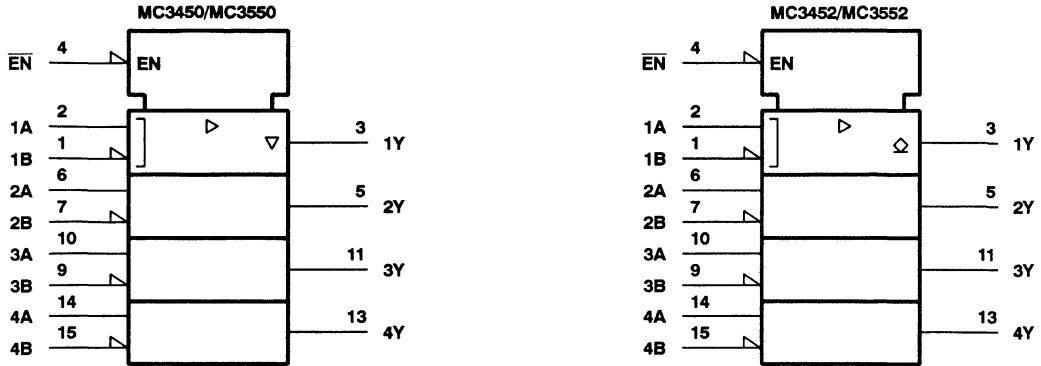 MC3450/MC3550
EN 4 EN
1A 2
1B 1
3 1Y
2A 6
2B 7
5 2Y
3A 10
3B 9
11 3Y
4A 14
4B 15
13 4Y
MC3452/MC3552
EN 4 EN
1A 2
1B 1
3 1Y
2A 6
2B 7
5 2Y
3A 10
3B 9
11 3Y
4A 14
4B 15
13 4Y